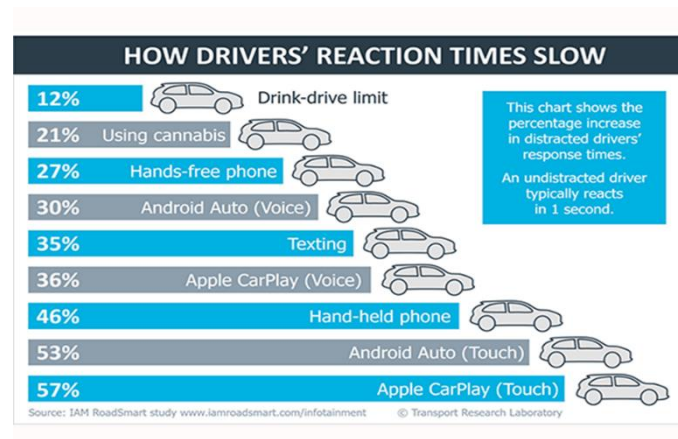 HOW DRIVERS' REACTION TIMES SLOW
12% Drink-drive limit
21% Using cannabis
27% Hands-free phone
30% Android Auto (Voice)
35% Texting
36% Apple CarPlay (Voice)
46% Hand-held phone
53% Android Auto (Touch)
57% Apple CarPlay (Touch)
This chart shows the
percentage increase
in distracted drivers'
response times.
An undistracted driver
typically reacts
in 1 second.
Source: IAM RoadSmart study www.iamroadsmart.com/infotainment © Transport Research Laboratory